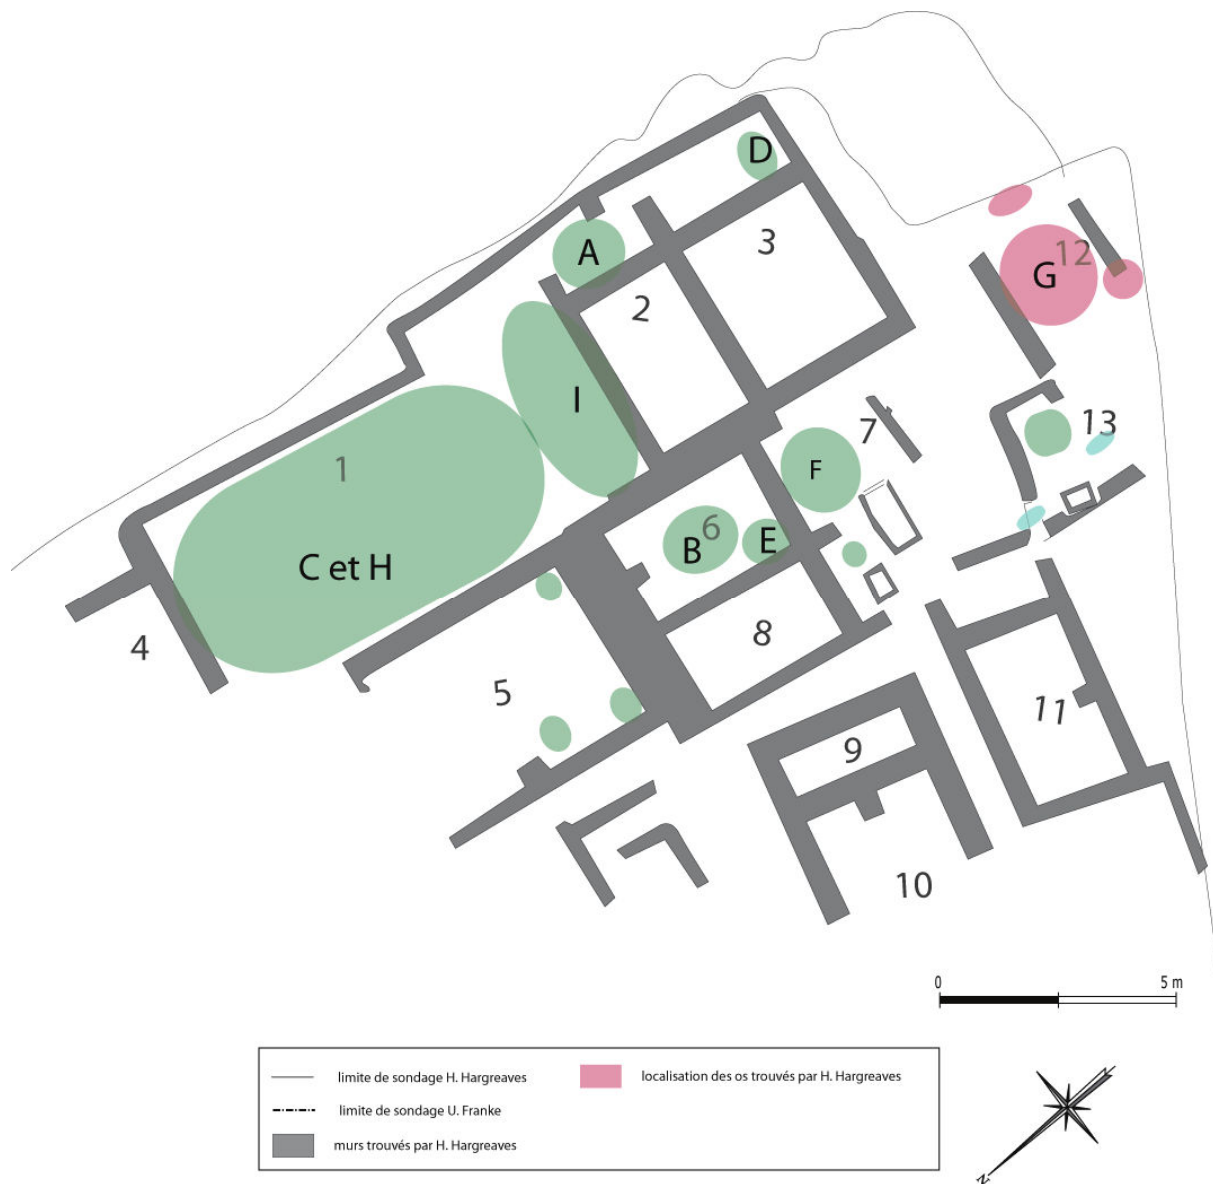 D
A
3
12
G
2
I
13
1
7
F
6
B
E
C et H
4
8
5
11
9
10
0
5 m
limite de sondage H. Hargreaves
localisation des os trouvés par H. Hargreaves
limite de sondage U. Franke
murs trouvés par H. Hargreaves
N